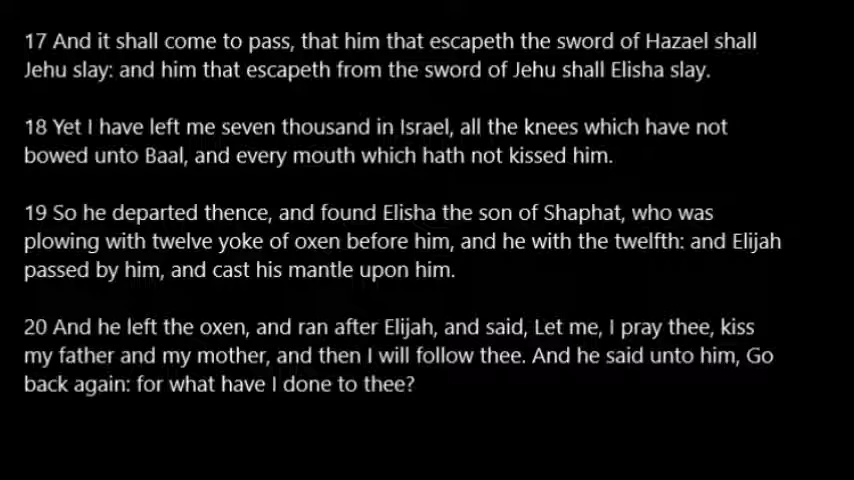 17 And it shall come to pass, that him that escapeth the sword of Hazael shall
Jehu slay: and him that escapeth from the sword of Jehu shall Elisha slay.
18 Yet I have left me seven thousand in Israel, all the knees which have not
bowed unto Baal, and every mouth which hath not kissed him.
19 So he departed thence, and found Elisha the son of Shaphat, who was
plowing with twelve yoke of oxen before him, and he with the twelfth: and Elijah
passed by him, and cast his mantle upon him.
20 And he left the oxen, and ran after Elijah, and said, Let me, I pray thee, kiss
my father and my mother, and then I will follow thee. And he said unto him, Go
back again: for what have I done to thee?